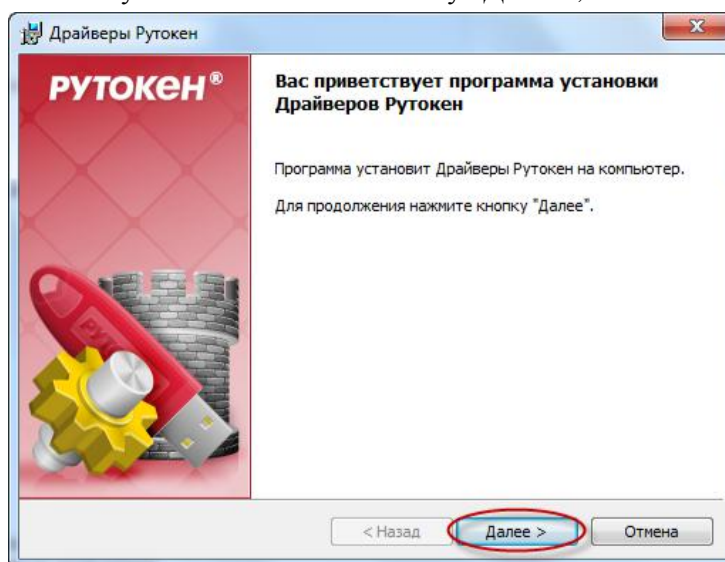 Драйверы Рутокен
РУТОКЕН®
Вас приветствует программа установки
Драйверов Рутокен
Программа установит Драйверы Рутокен на компьютер.
Для продолжения нажмите кнопку "Далее".
< Назад
Далее >
Отмена